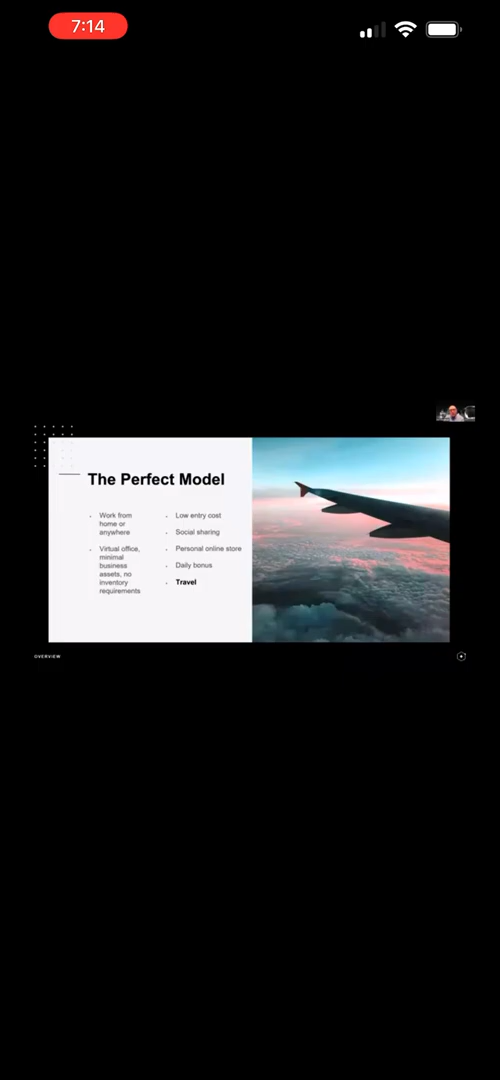 7:14
The Perfect Model
Work from
home or
anywhere
Virtual office,
minimal
business
assets, no
inventory
requirements
Low entry cost
Social sharing
Personal online store
Daily bonus
Travel
OVERVIEW